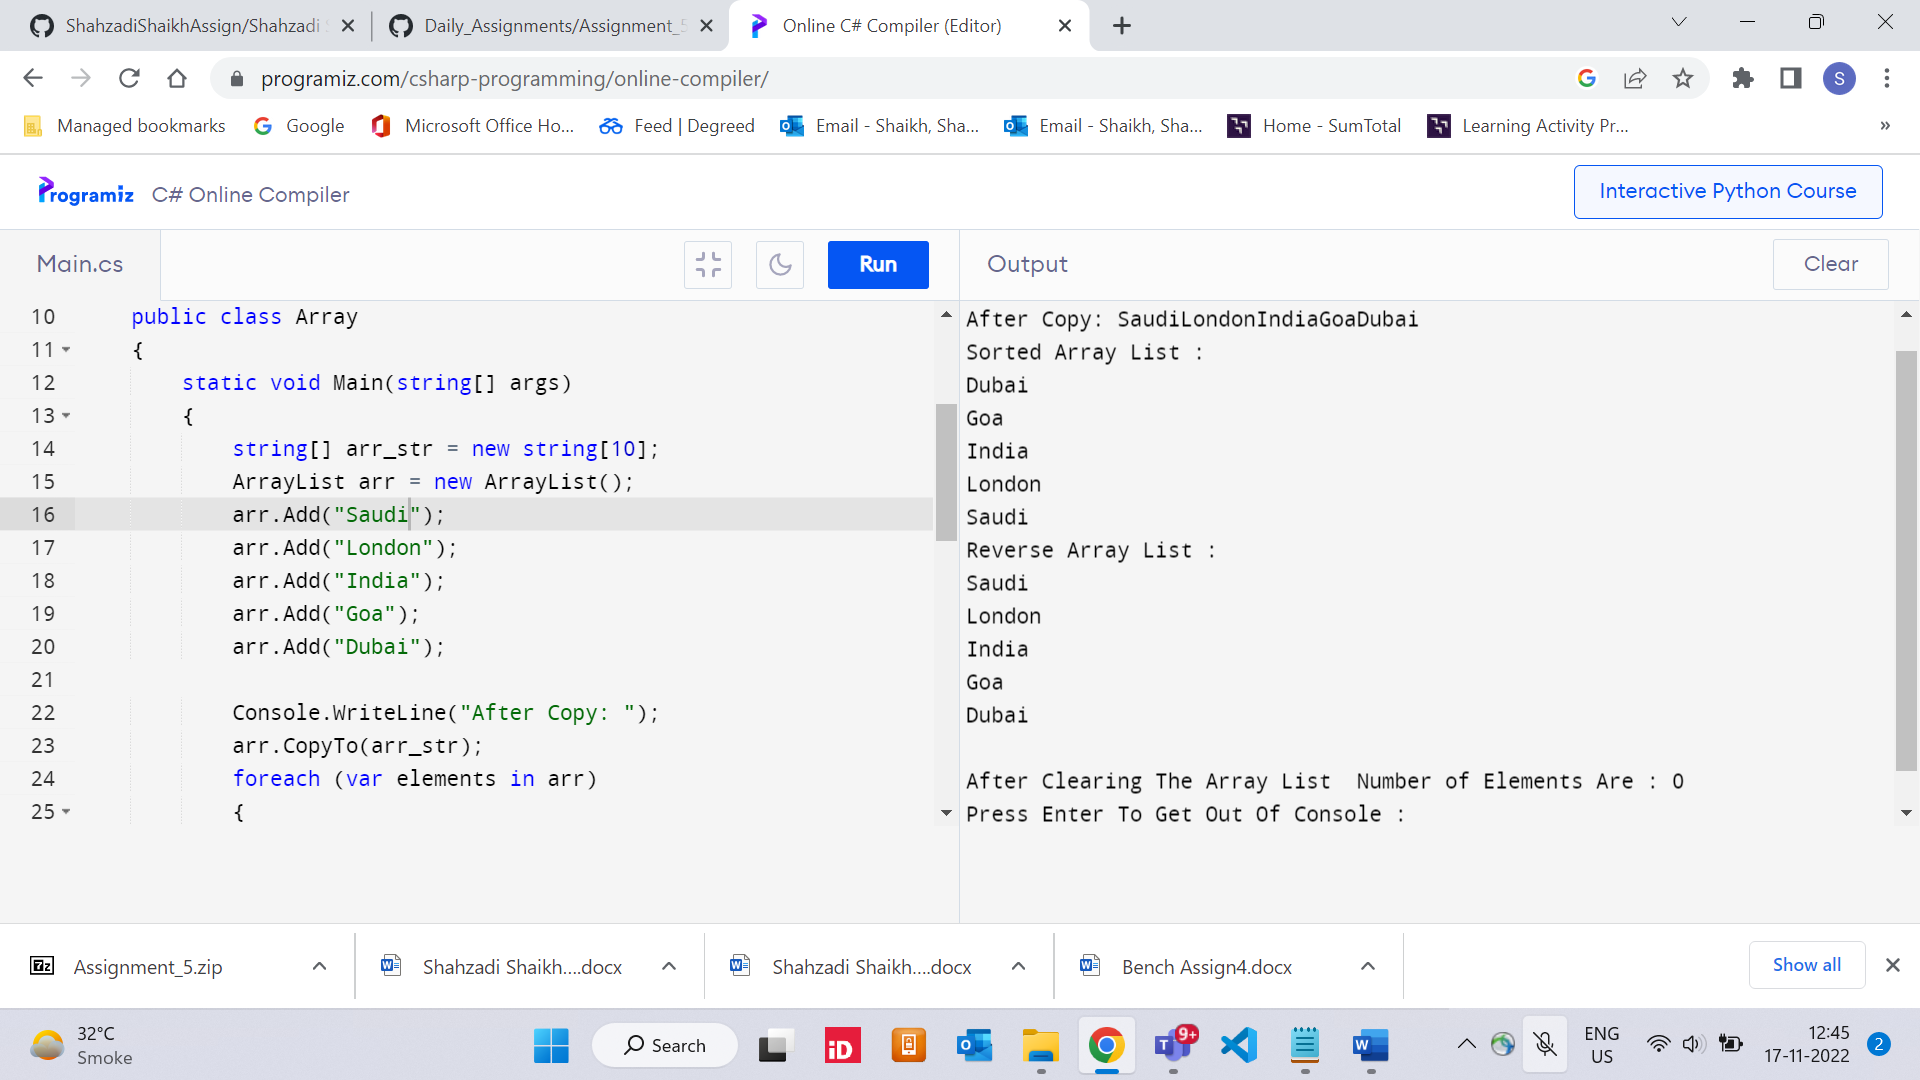 ShahzadiShaikhAssign/Shahzadi S
Daily_Assignments/Assignment_5
Online C# Compiler (Editor)
programiz.com/csharp-programming/online-compiler/
S
Managed bookmarks
Google
Microsoft Office Ho...
Feed | Degreed
Email - Shaikh, Sha...
Email - Shaikh, Sha...
Home - SumTotal
Learning Activity Pr...
»
Programiz
C# Online Compiler
Interactive Python Course
Main.cs
Run
Output
Clear
10 public class Array
11 {
12 static void Main(string[] args)
13 {
14 string[] arr_str = new string[10];
15 ArrayList arr = new ArrayList();
16 arr.Add("Saudi");
17 arr.Add("London");
18 arr.Add("India");
19 arr.Add("Goa");
20 arr.Add("Dubai");
21
22 Console.WriteLine("After Copy: ");
23 arr.CopyTo(arr_str);
24 foreach (var elements in arr)
25 {
After Copy: SaudiLondonIndiaGoaDubai
Sorted Array List :
Dubai
Goa
India
London
Saudi
Reverse Array List :
Saudi
London
India
Goa
Dubai
After Clearing The Array List  Number of Elements Are : 0
Press Enter To Get Out Of Console :
Assignment_5.zip
Shahzadi Shaikh....docx
Shahzadi Shaikh....docx
Bench Assign4.docx
Show all
32°C
Smoke
Search
iD
9+
ENG
US
12:45
17-11-2022
2